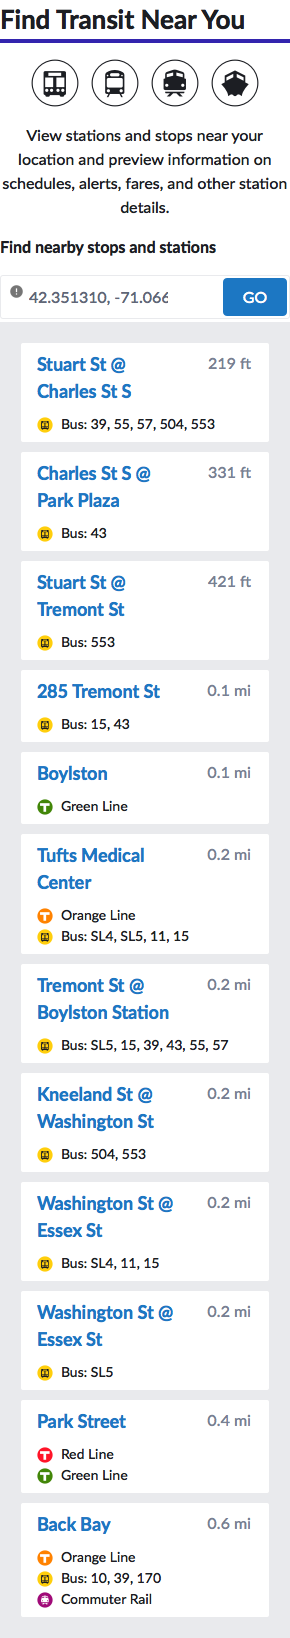 Find Transit Near You
View stations and stops near your
location and preview information on
schedules, alerts, fares, and other station
details.
Find nearby stops and stations
42.351310, -71.066
GO
Stuart St @ 219 ft
Charles St S
Bus: 39, 55, 57, 504, 553
Charles St S @ 331 ft
Park Plaza
Bus: 43
Stuart St @ 421 ft
Tremont St
Bus: 553
285 Tremont St 0.1 mi
Bus: 15, 43
Boylston 0.1 mi
T Green Line
Tufts Medical 0.2 mi
Center
T Orange Line
Bus: SL4, SL5, 11, 15
Tremont St @ 0.2 mi
Boylston Station
Bus: SL5, 15, 39, 43, 55, 57
Kneeland St @ 0.2 mi
Washington St
Bus: 504, 553
Washington St @ 0.2 mi
Essex St
Bus: SL4, 11, 15
Washington St @ 0.2 mi
Essex St
Bus: SL5
Park Street 0.4 mi
T Red Line
T Green Line
Back Bay 0.6 mi
T Orange Line
Bus: 10, 39, 170
Commuter Rail